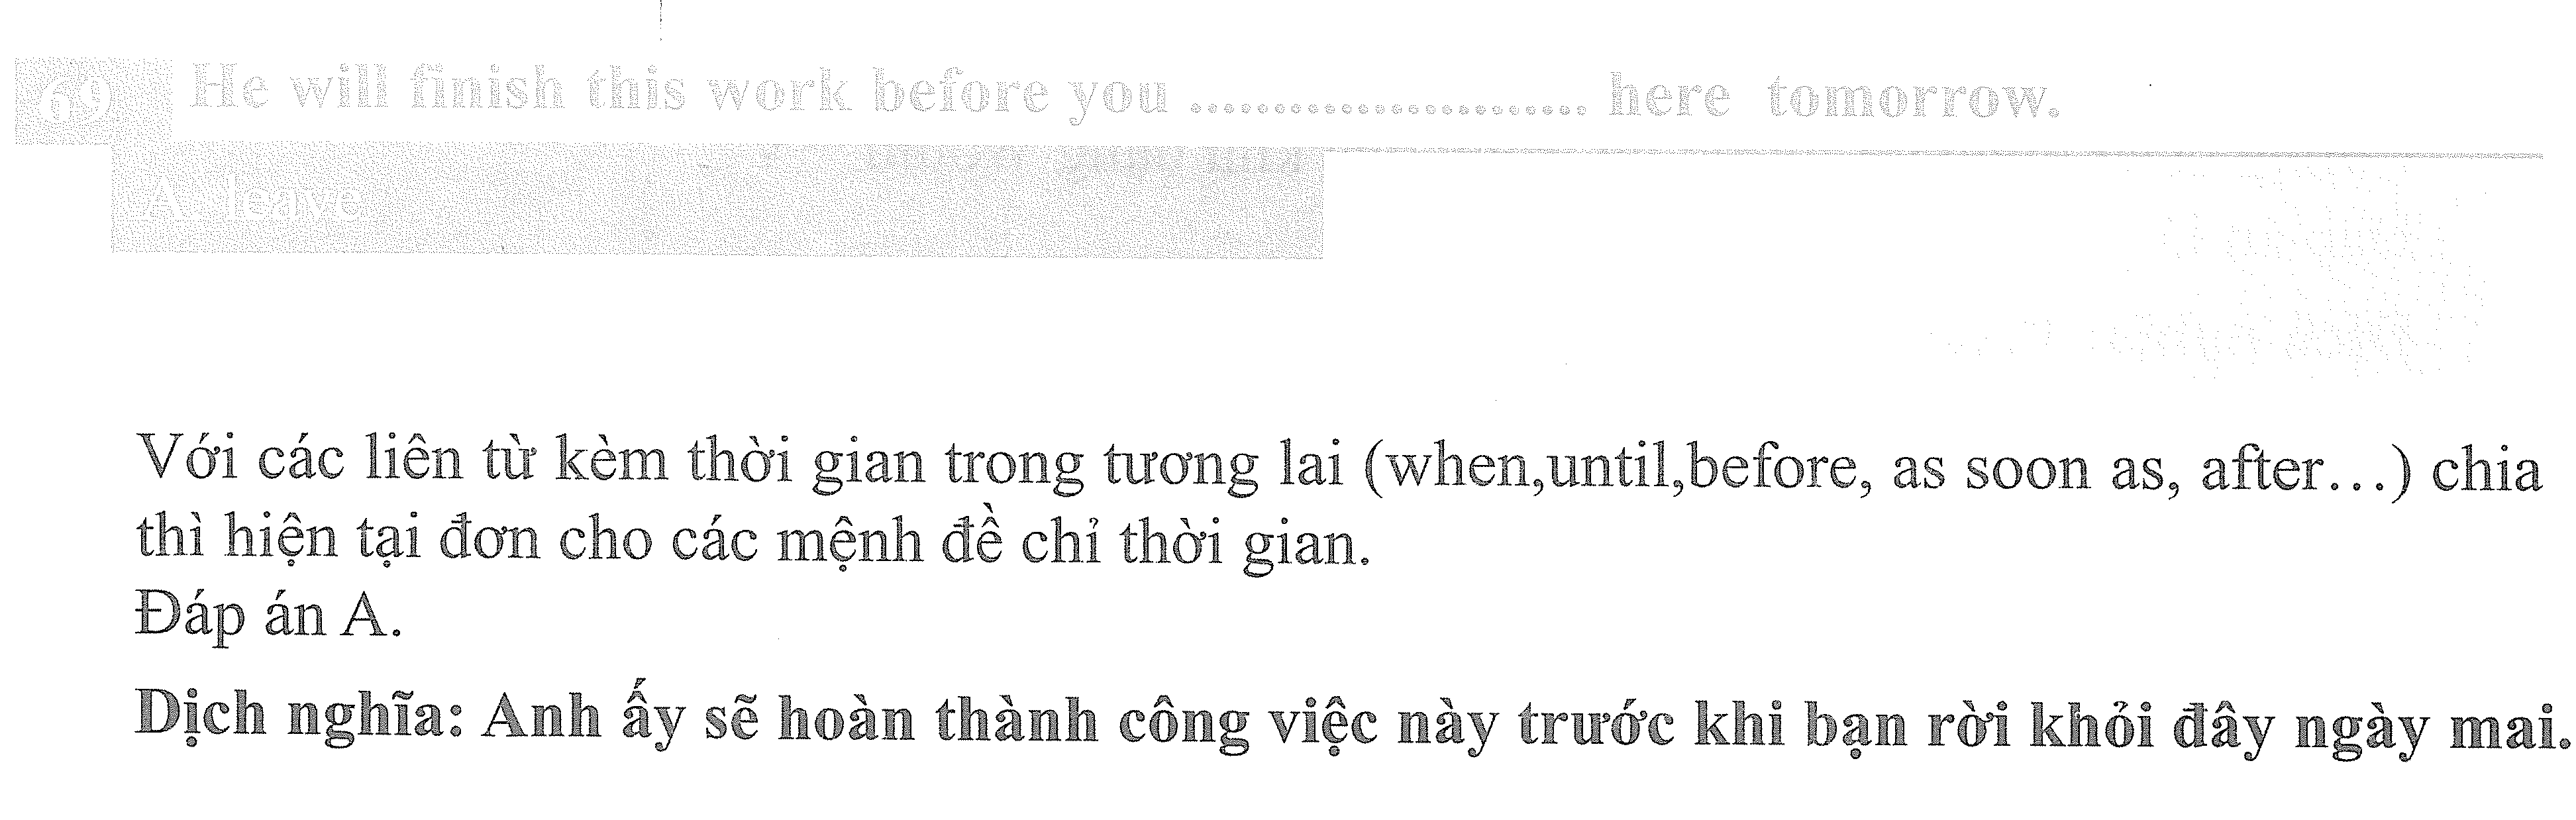 69 He will finish this work before you ........................ here tomorrow.
A. leave
Với các liên từ kèm thời gian trong tương lai (when,until,before, as soon as, after…) chia
thì hiện tại đơn cho các mệnh đề chỉ thời gian.
Đáp án A.
Dịch nghĩa: Anh ấy sẽ hoàn thành công việc này trước khi bạn rời khỏi đây ngày mai.